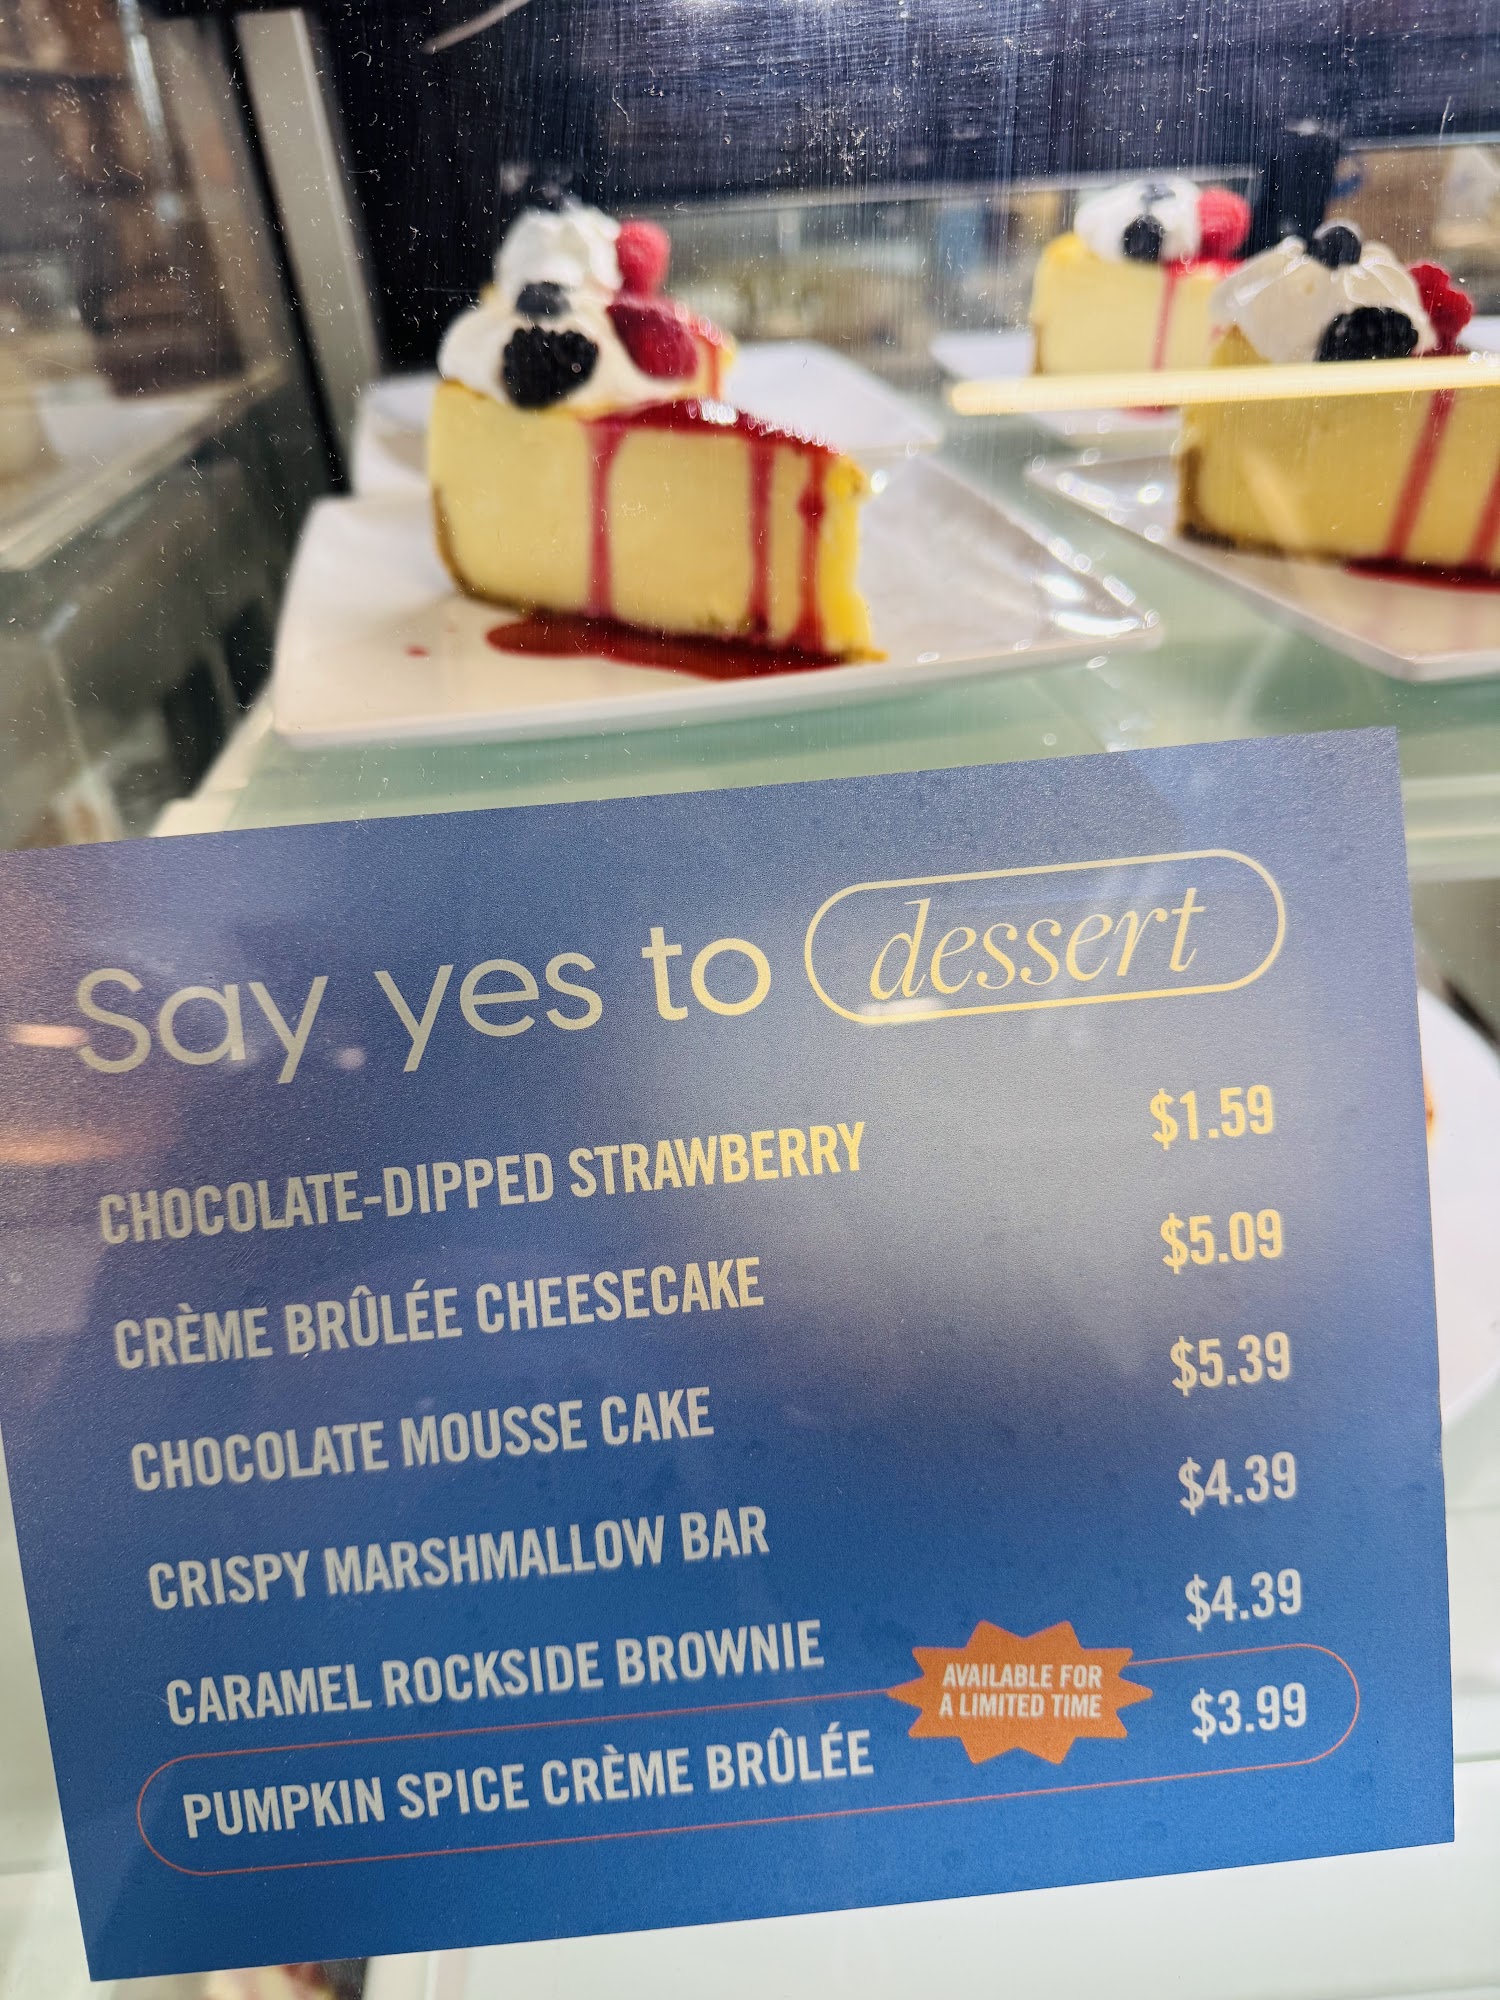 Say yes to dessert
CHOCOLATE-DIPPED STRAWBERRY $1.59
CRÈME BRÛLÉE CHEESECAKE $5.09
CHOCOLATE MOUSSE CAKE $5.39
CRISPY MARSHMALLOW BAR $4.39
CARAMEL ROCKSIDE BROWNIE $4.39
AVAILABLE FOR
A LIMITED TIME
PUMPKIN SPICE CRÈME BRÛLÉE $3.99